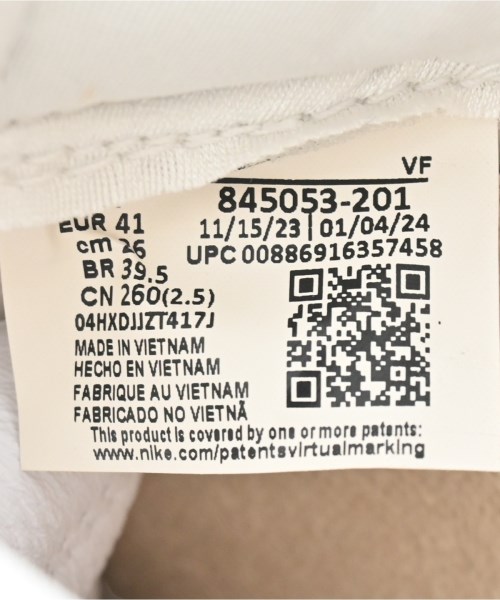 VF
845053-201
EUR 41
11/15/23 | 01/04/24
cm 26
UPC 00886916357458
BR 39.5
CN 260(2.5)
04HXDJJZT417J
MADE IN VIETNAM
HECHO EN VIETNAM
FABRIQUE AU VIETNAM
FABRICADO NO VIETNÃ
This product is covered by one or more patents:
www.nike.com/patentsvirtualmarking